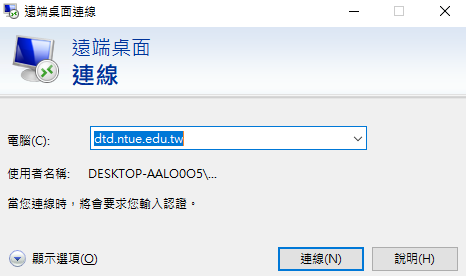 遠端桌面連線
遠端桌面
連線
電腦(C):
dtd.ntue.edu.tw
使用者名稱: DESKTOP-AALO0O5\...
當您連線時，將會要求您輸入認證。
顯示選項(O) 連線(N) 說明(H)